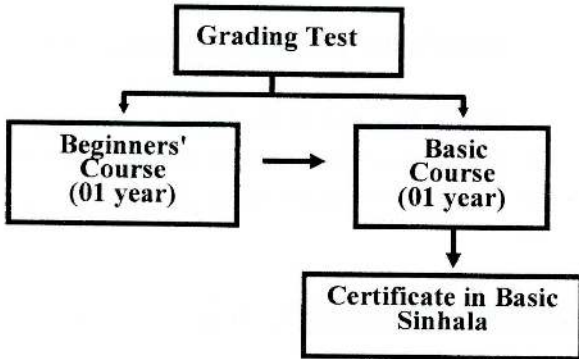 Grading Test
Beginners'
Course
(01 year)
Basic
Course
(01 year)
Certificate in Basic
Sinhala